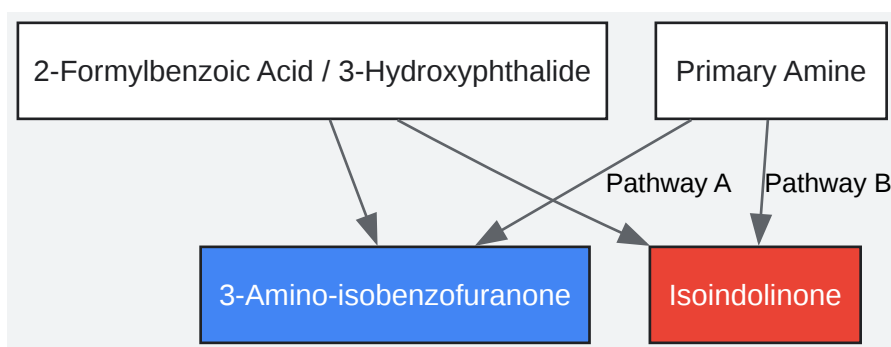 2-Formylbenzoic Acid / 3-Hydroxyphthalide
Primary Amine
Pathway A
Pathway B
3-Amino-isobenzofuranone
Isoindolinone